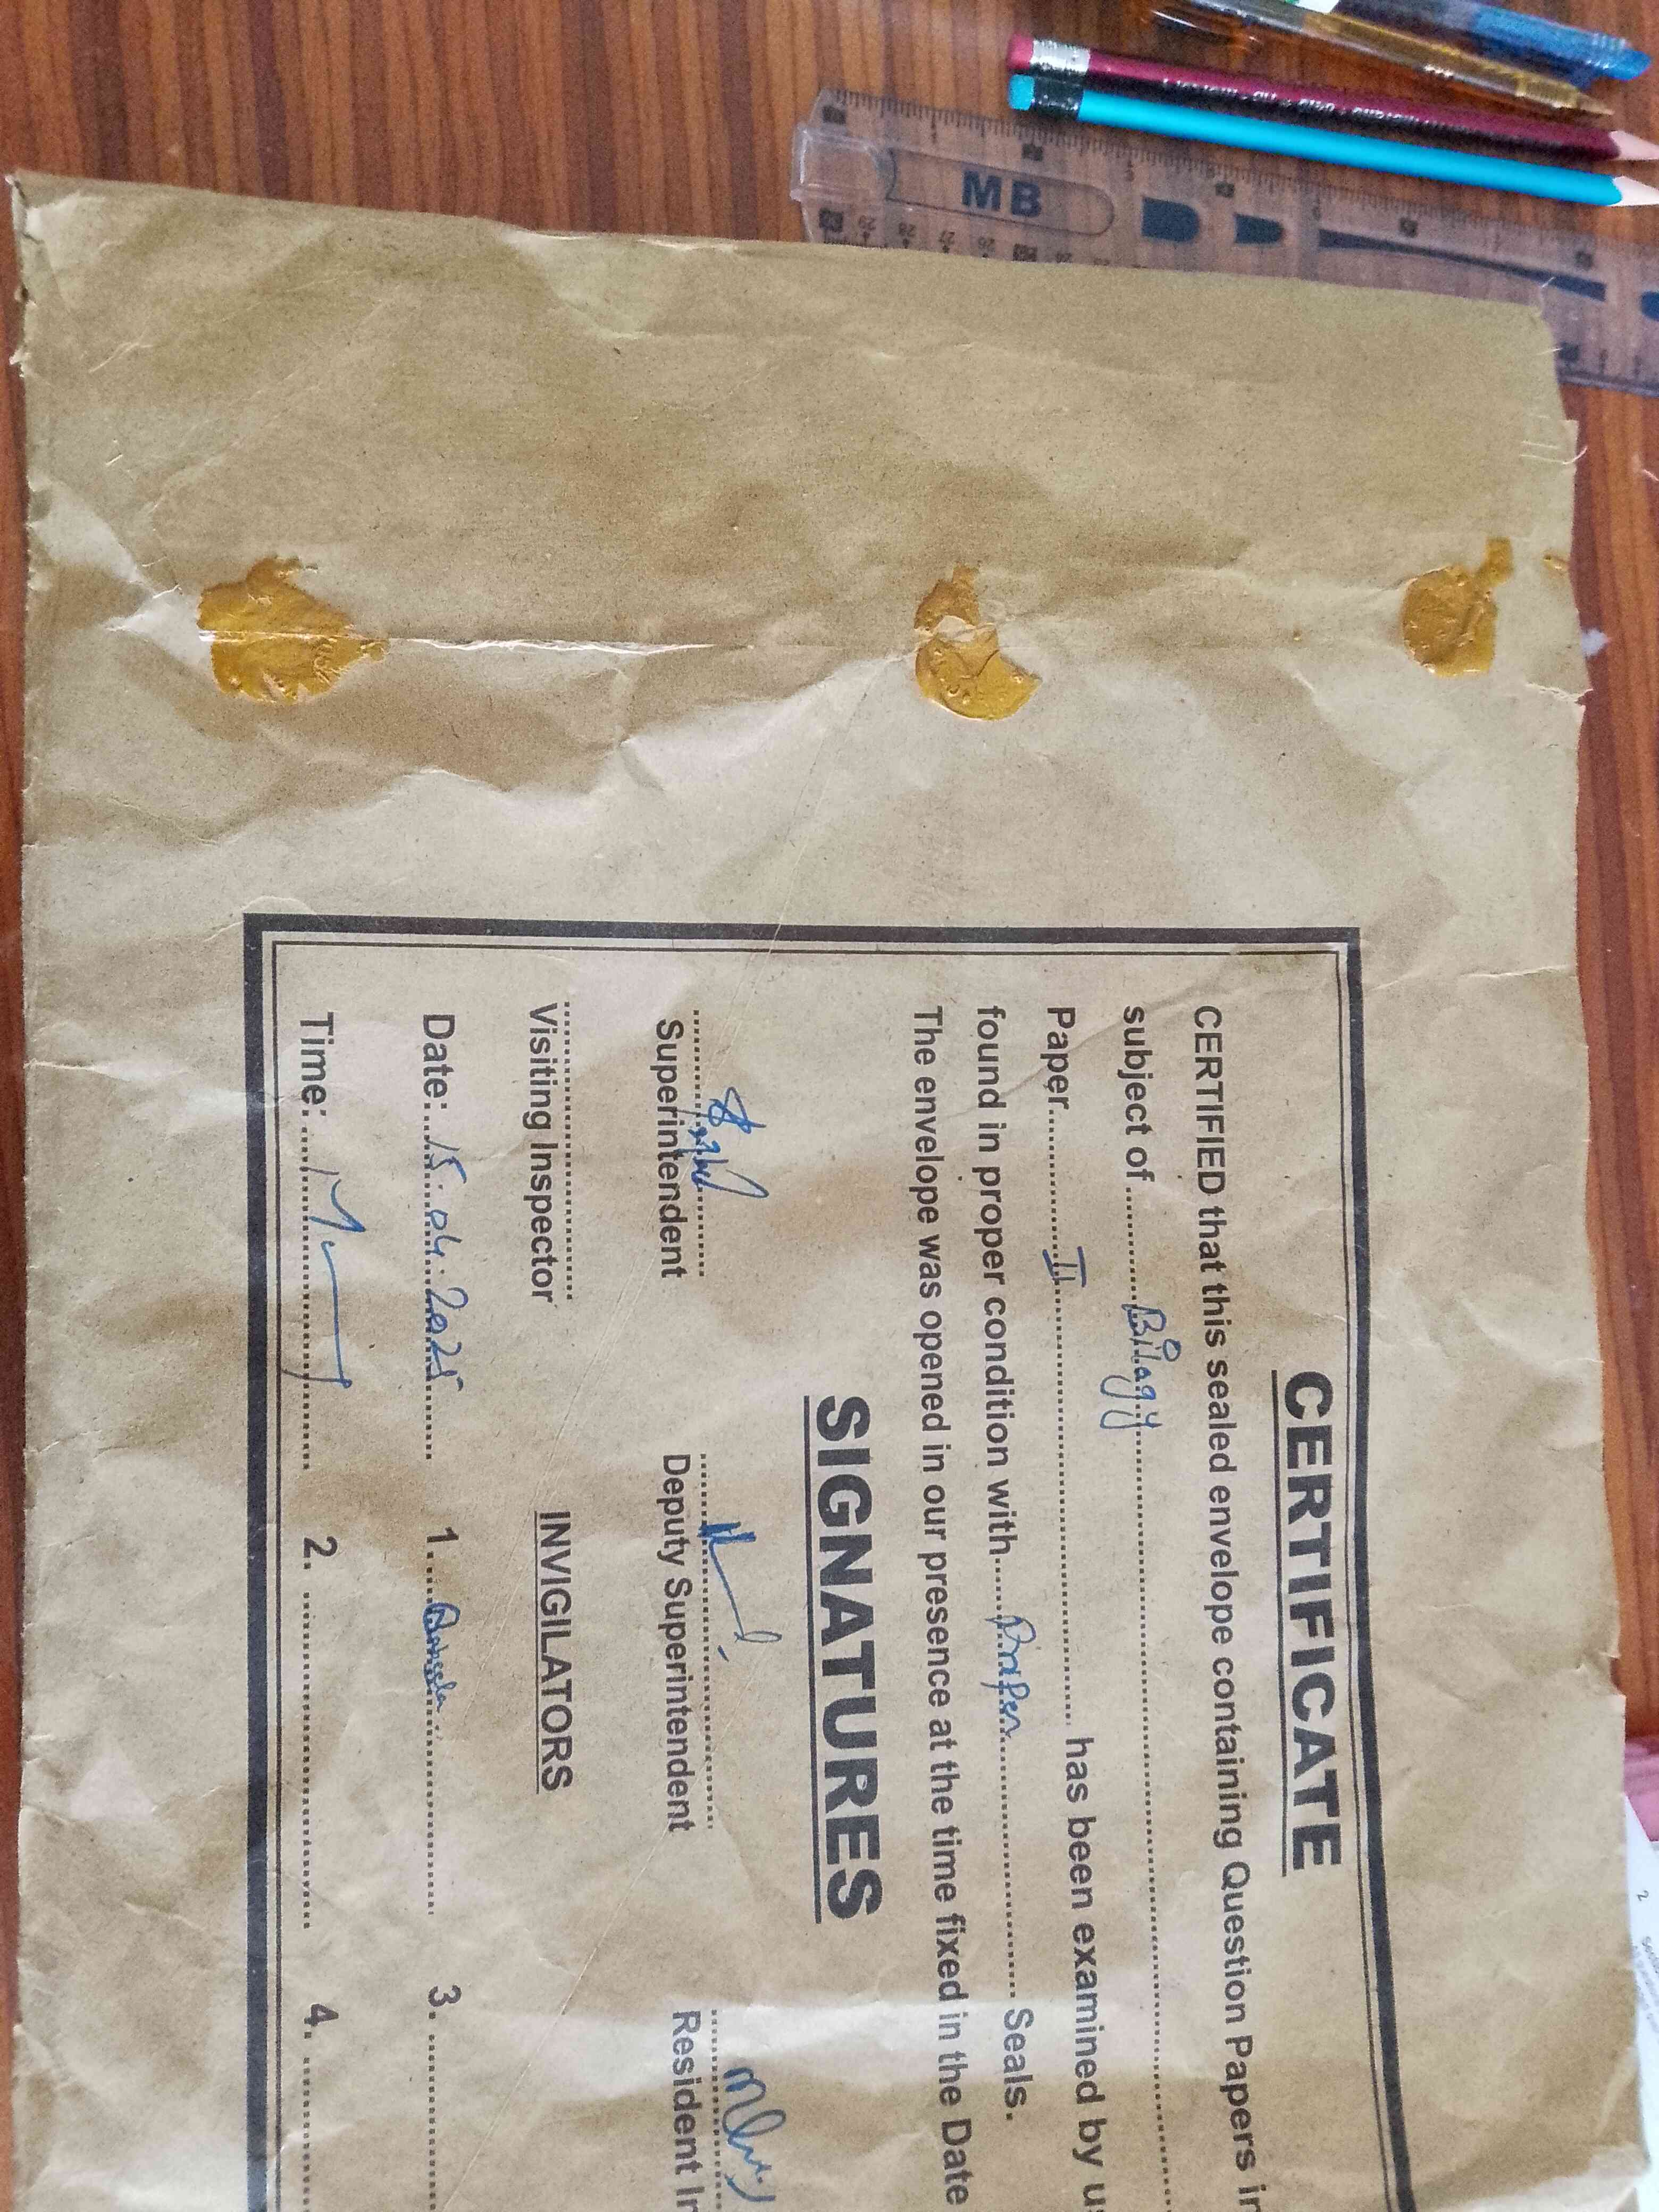 CERTIFICATE
CERTIFIED that this sealed envelope containing Question Papers in
subject of Bilogy
Paper II has been examined by us
found in proper condition with Proper Seals.
The envelope was opened in our presence at the time fixed in the Date
SIGNATURES
Superintendent Deputy Superintendent Resident In
Visiting Inspector INVIGILATORS
Date: 15.04.2025 1. 3.
Time: 2. 4.
MB